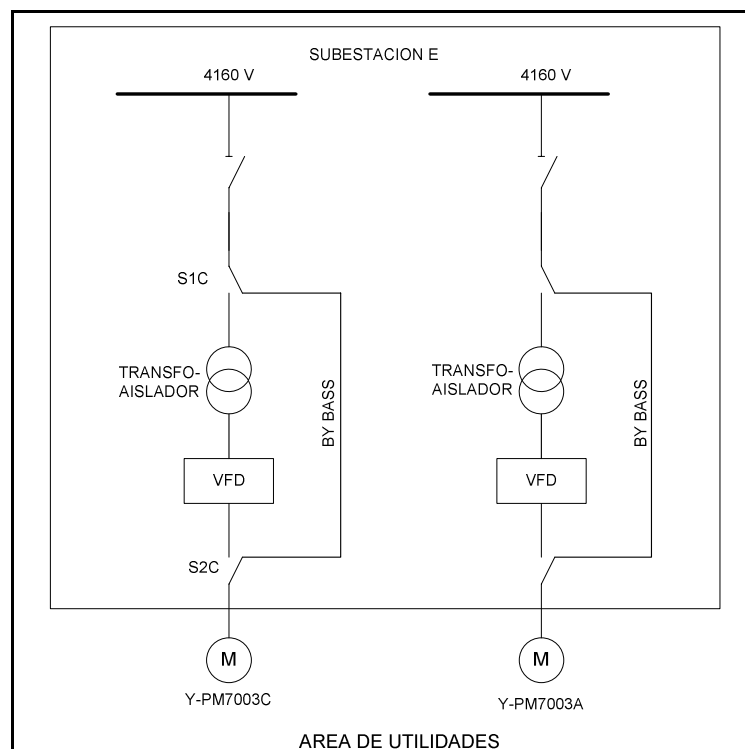 SUBESTACION E
4160 V
4160 V
S1C
TRANSFO-
AISLADOR
BY BASS
TRANSFO-
AISLADOR
BY BASS
VFD
VFD
S2C
M
M
Y-PM7003C
Y-PM7003A
AREA DE UTILIDADES